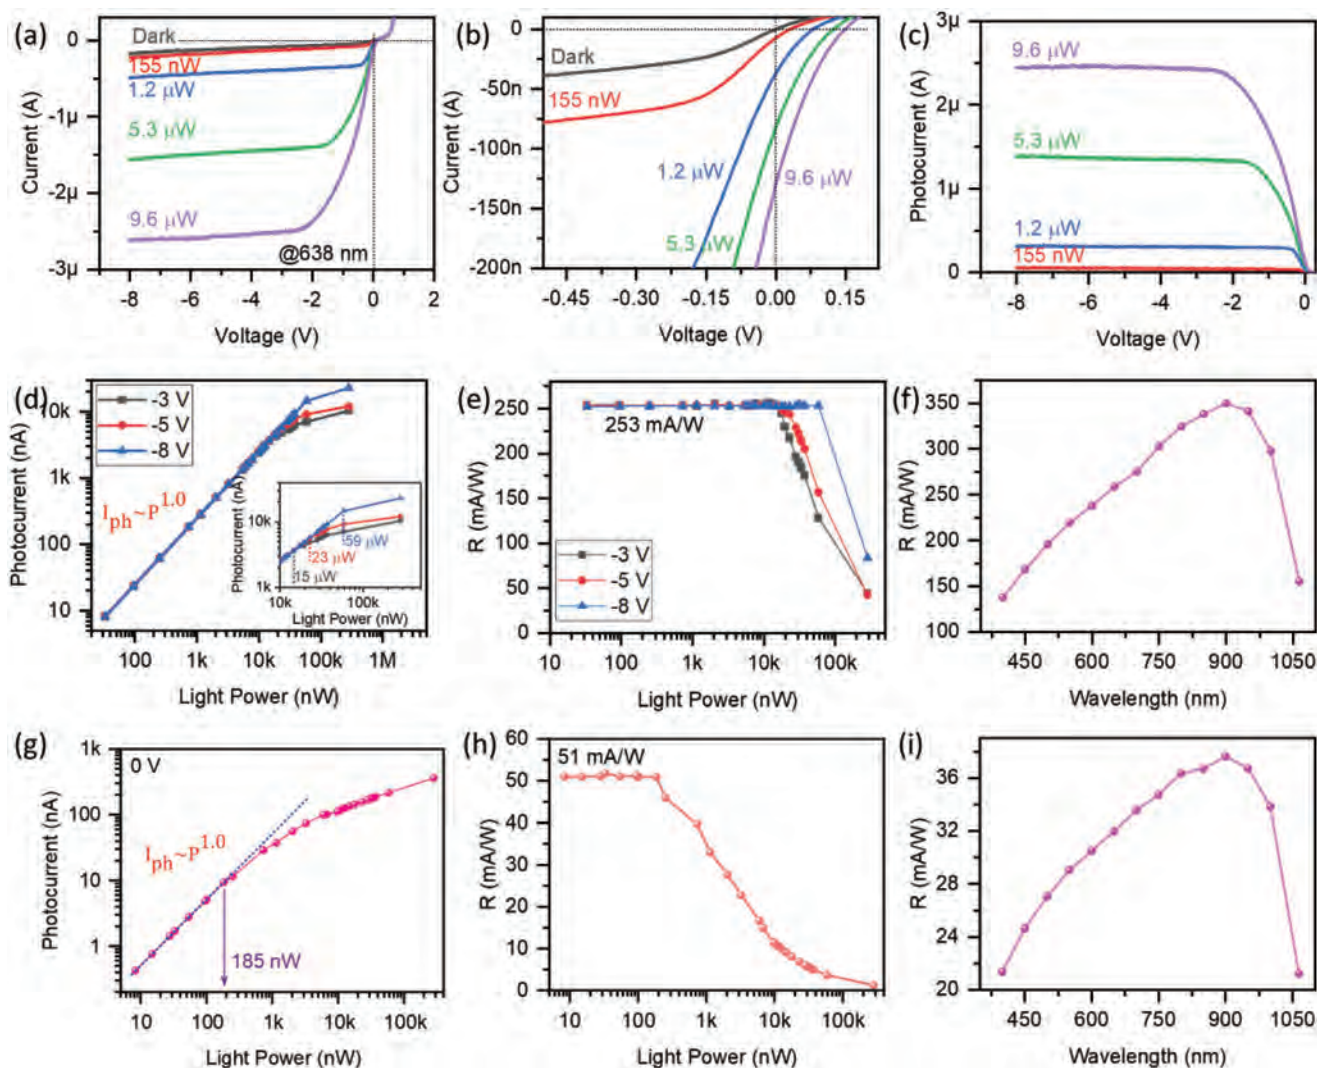 (a)
Dark
155 nW
1.2 μW
5.3 μW
9.6 μW
@638 nm
0
-1μ
-2μ
-3μ
Current (A)
-8 -6 -4 -2 0 2
Voltage (V)
(b)
Dark
155 nW
1.2 μW
5.3 μW
9.6 μW
0
-50n
-100n
-150n
-200n
Current (A)
-0.45 -0.30 -0.15 0.00 0.15
Voltage (V)
(c)
9.6 μW
5.3 μW
1.2 μW
155 nW
3μ
2μ
1μ
0
Photocurrent (A)
-8 -6 -4 -2 0
Voltage (V)
(d)
-3 V
-5 V
-8 V
Iph~P1.0
10k
1k
100
10
Photocurrent (nA)
100 1k 10k 100k 1M
Light Power (nW)
Photocurrent (nA)
10k
1k
59 μW
23 μW
15 μW
10k 100k
Light Power (nW)
(e)
253 mA/W
-3 V
-5 V
-8 V
250
200
150
100
50
0
R (mA/W)
10 100 1k 10k 100k
Light Power (nW)
(f)
350
300
250
200
150
100
R (mA/W)
450 600 750 900 1050
Wavelength (nm)
(g)
0 V
Iph~P1.0
185 nW
1k
100
10
1
Photocurrent (nA)
10 100 1k 10k 100k
Light Power (nW)
(h)
51 mA/W
60
50
40
30
20
10
0
R (mA/W)
10 100 1k 10k 100k
Light Power (nW)
(i)
36
32
28
24
20
R (mA/W)
450 600 750 900 1050
Wavelength (nm)